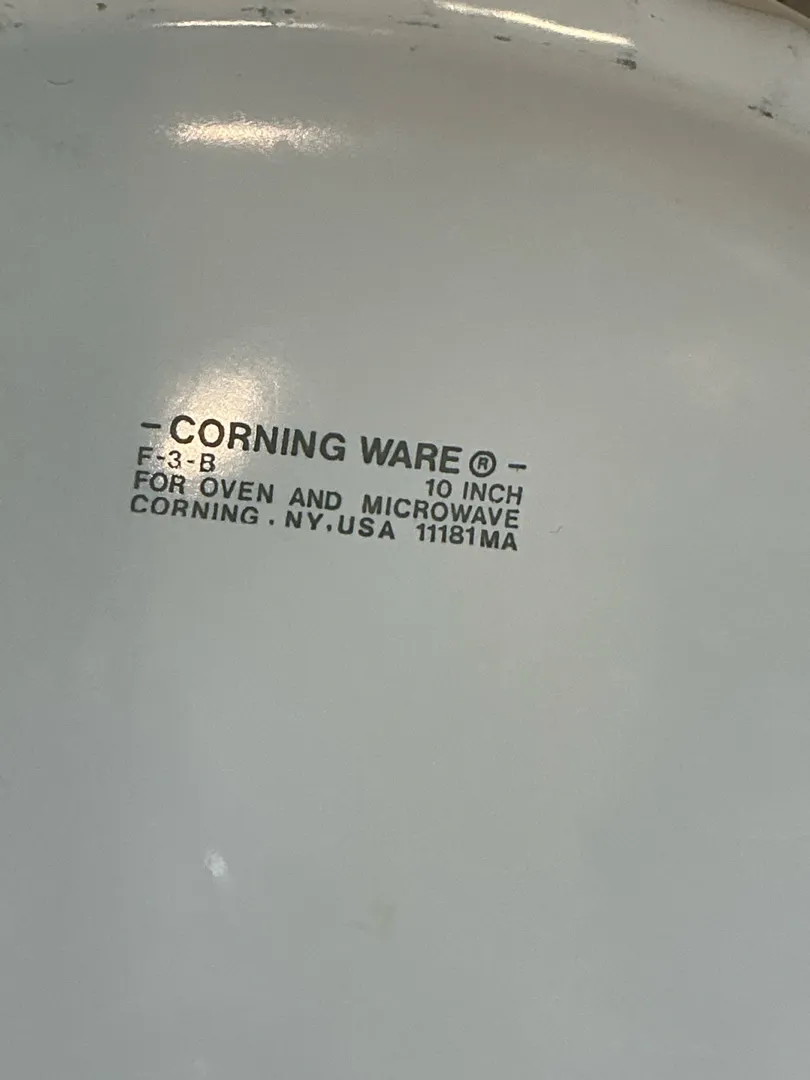 - CORNING WARE ® -
F-3-B 10 INCH
FOR OVEN AND MICROWAVE
CORNING . NY. USA 11181MA